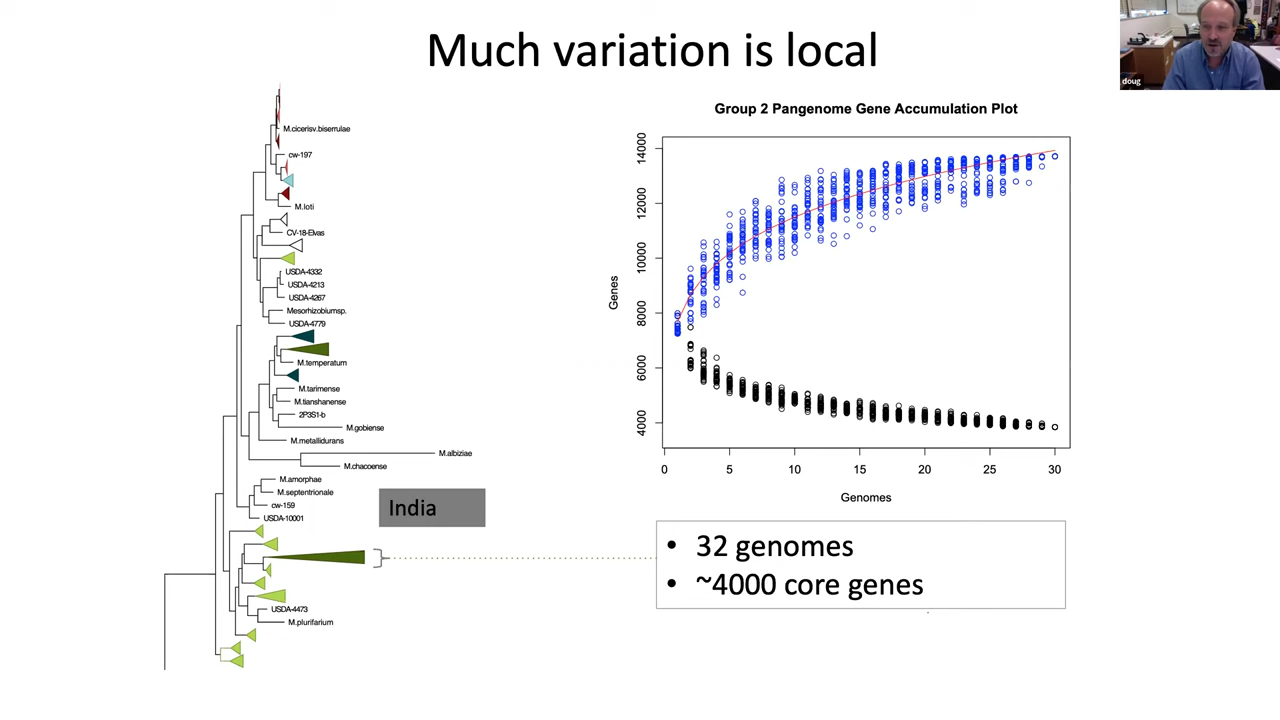 Much variation is local
doug
M.cicerisv.biserrulae
cw-197
M.loti
CV-18-Elvas
USDA-4332
USDA-4213
USDA-4267
Mesorhizobiumsp.
USDA-4779
M.temperatum
M.tarimense
M.tianshanense
2P3S1-b
M.gobiense
M.metallidurans
M.albiziae
M.chacoense
M.amorphae
M.septentrionale
cw-159
USDA-10001
USDA-4473
M.plurifarium
India
Group 2 Pangenome Gene Accumulation Plot
Genes
14000
12000
10000
8000
6000
4000
0 5 10 15 20 25 30
Genomes
• 32 genomes
• ~4000 core genes